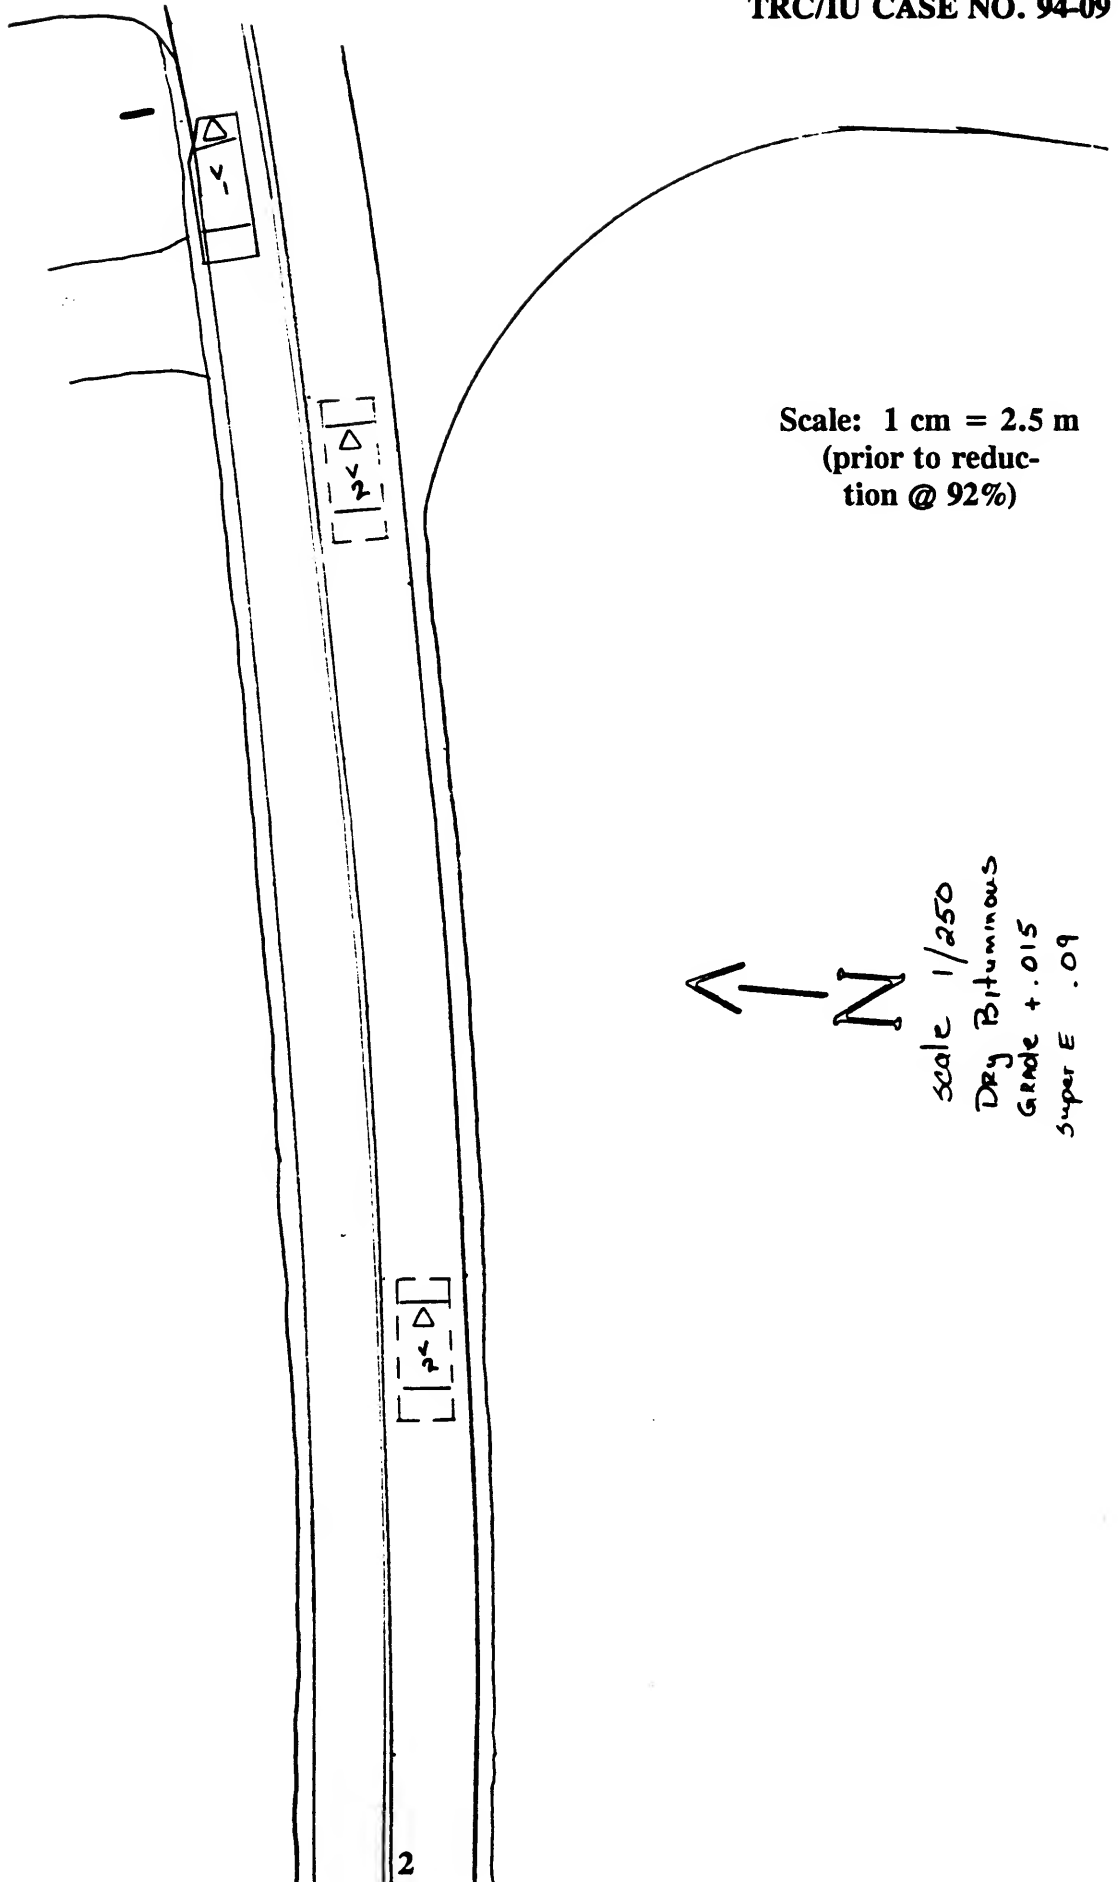 TRC/IU CASE NO. 94-09
V1
Scale: 1 cm = 2.5 m
(prior to reduc-
tion @ 92%)
V2
N
scale 1/250
Dry Bituminous
Grade +.015
super E .09
V2
2